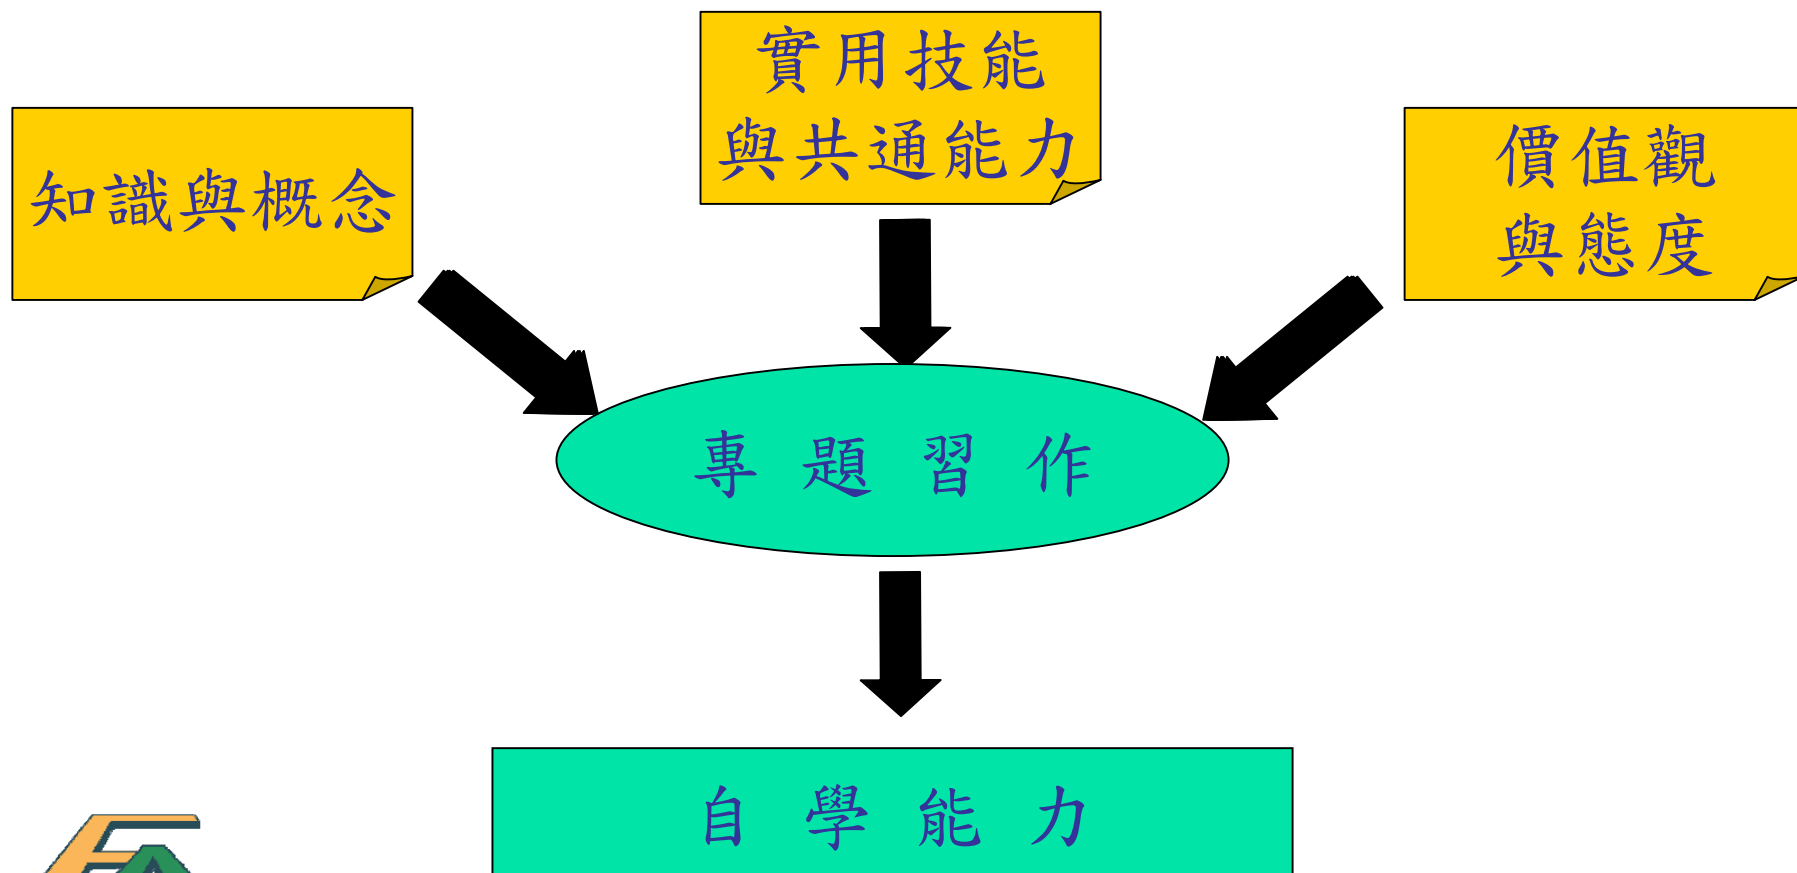 實用技能
與共通能力
知識與概念
價值觀
與態度
專題習作
自學能力